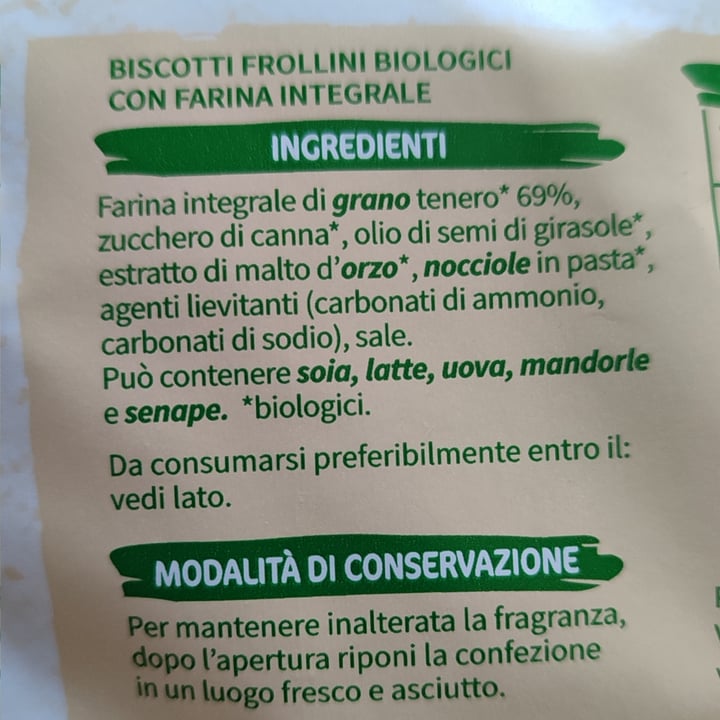 BISCOTTI FROLLINI BIOLOGICI
CON FARINA INTEGRALE
INGREDIENTI
Farina integrale di grano tenero* 69%,
zucchero di canna*, olio di semi di girasole*,
estratto di malto d'orzo*, nocciole in pasta*,
agenti lievitanti (carbonati di ammonio,
carbonati di sodio), sale.
Può contenere soia, latte, uova, mandorle
e senape. *biologici.
Da consumarsi preferibilmente entro il:
vedi lato.
MODALITÀ DI CONSERVAZIONE
Per mantenere inalterata la fragranza,
dopo l'apertura riponi la confezione
in un luogo fresco e asciutto.